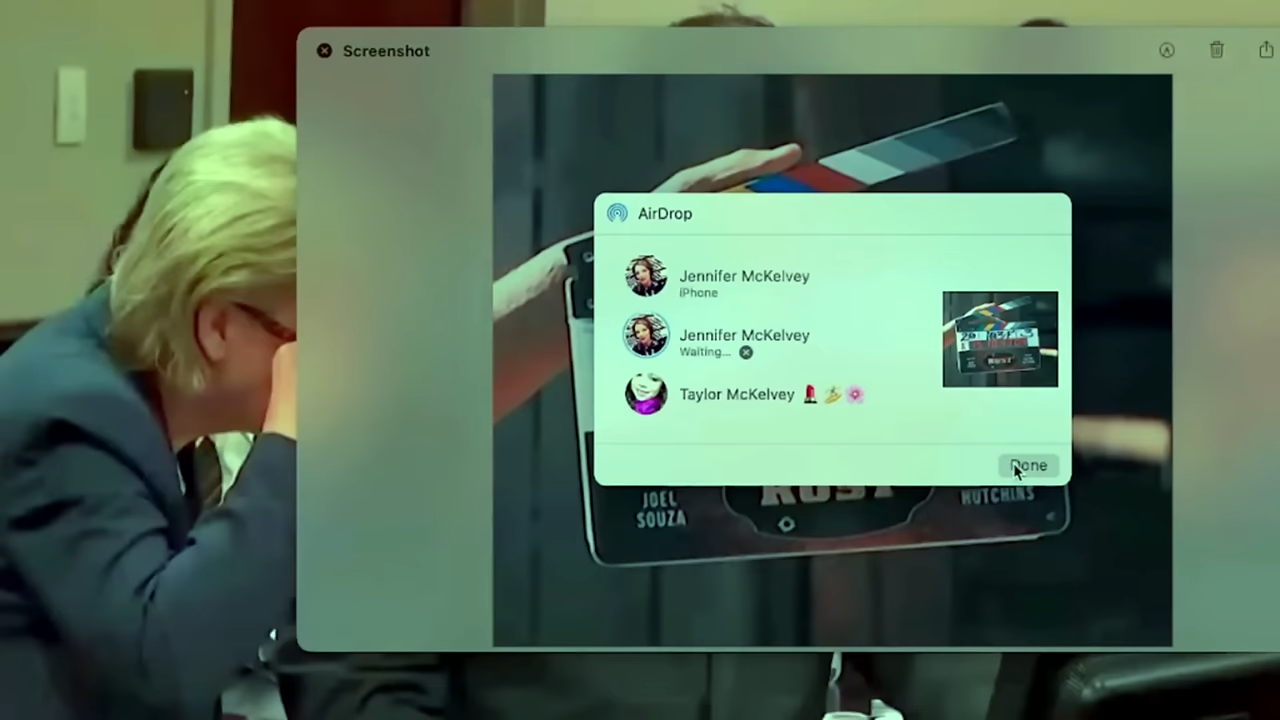 Screenshot
AirDrop
Jennifer McKelvey
iPhone
Jennifer McKelvey
Waiting...
Taylor McKelvey 💄🍌🌸
Done
RUST
JOEL
SOUZA
HUTCHINS